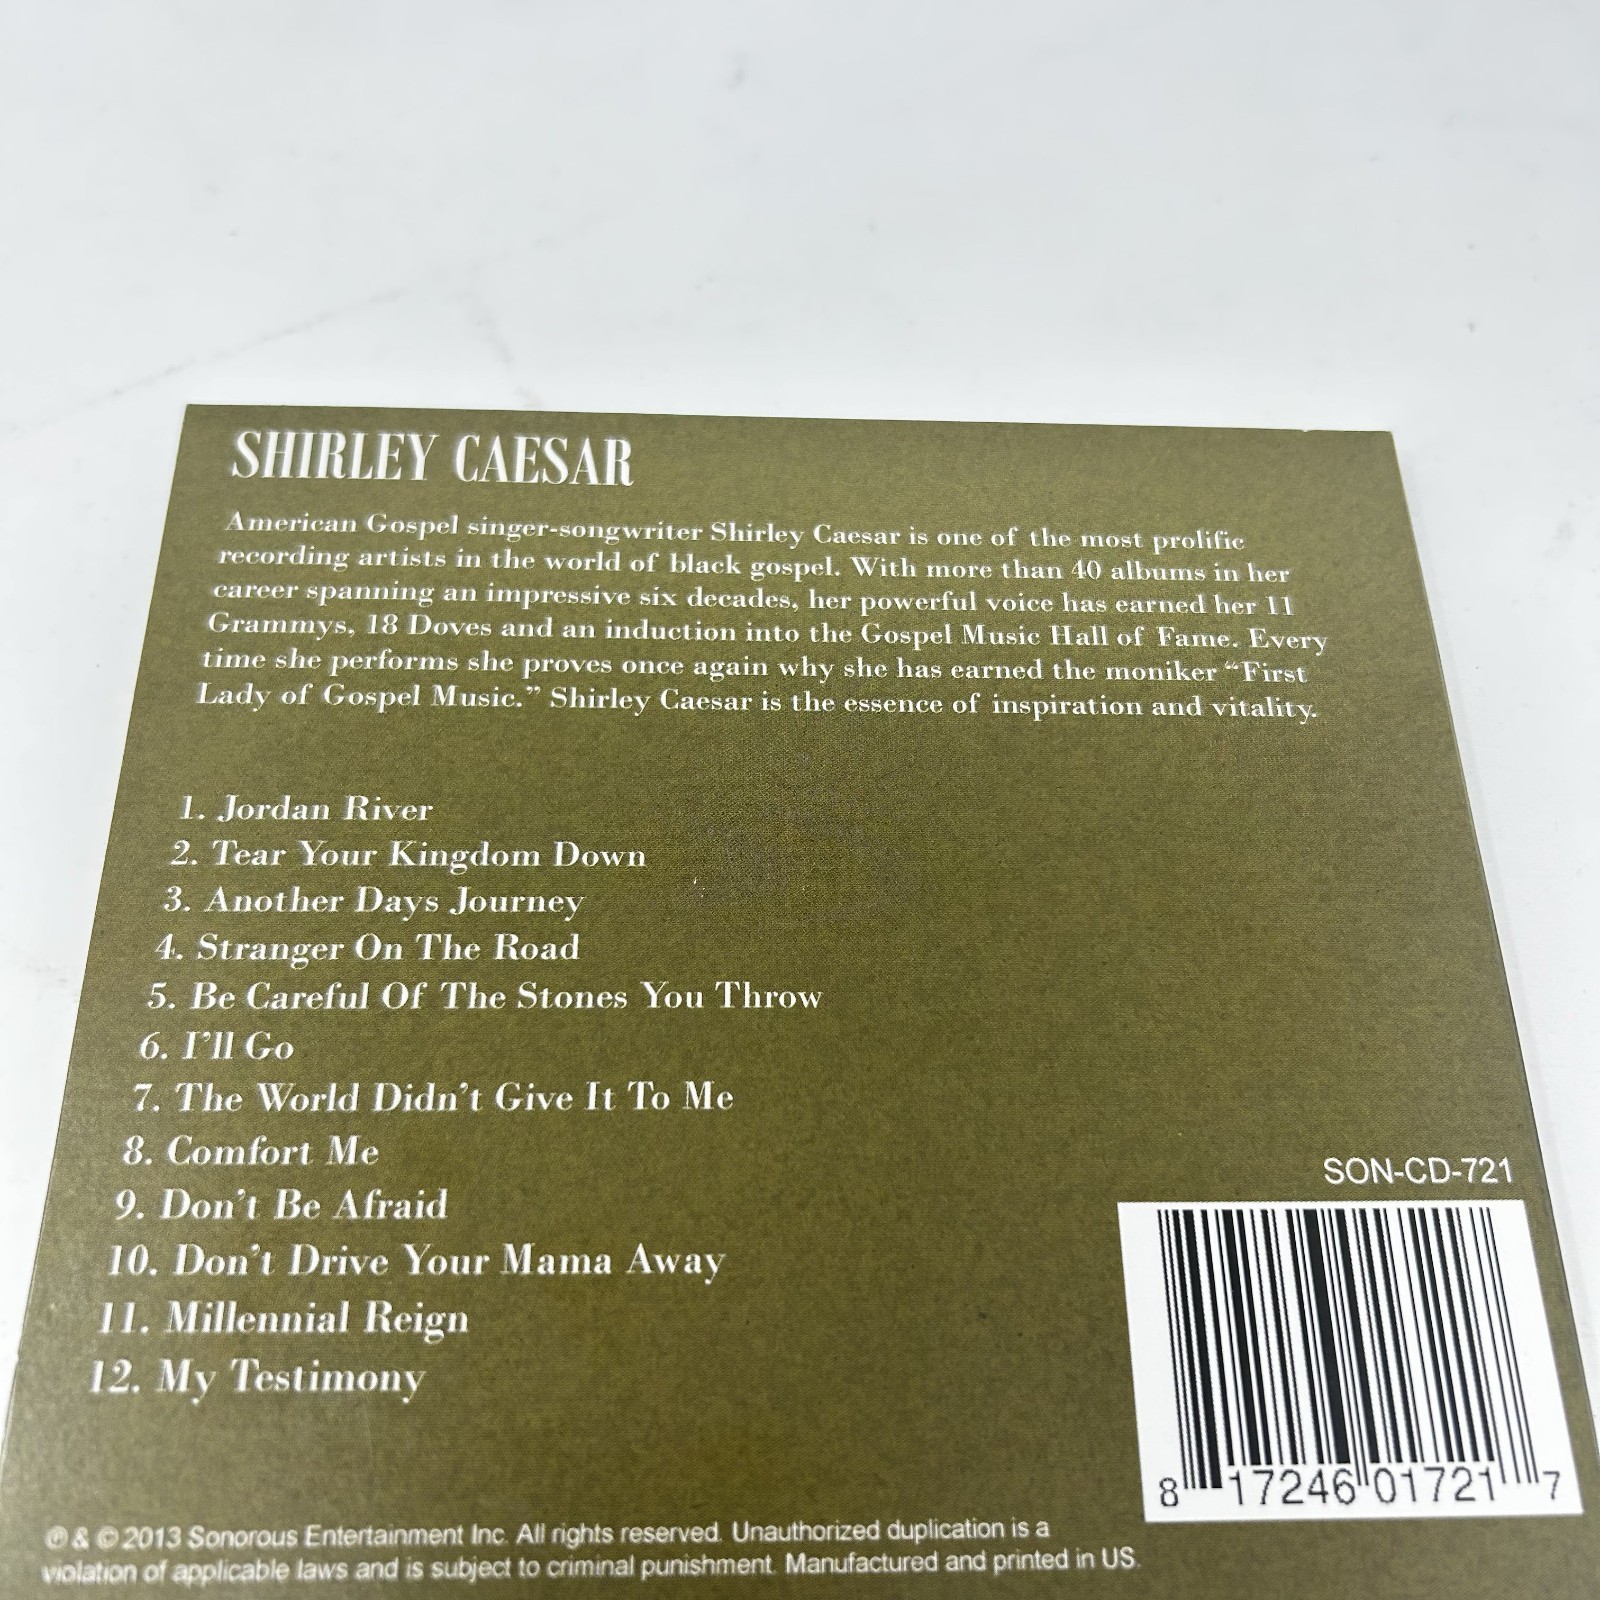 SHIRLEY CAESAR
American Gospel singer-songwriter Shirley Caesar is one of the most prolific
recording artists in the world of black gospel. With more than 40 albums in her
career spanning an impressive six decades, her powerful voice has earned her 11
Grammys, 18 Doves and an induction into the Gospel Music Hall of Fame. Every
time she performs she proves once again why she has earned the moniker “First
Lady of Gospel Music.” Shirley Caesar is the essence of inspiration and vitality.
1. Jordan River
2. Tear Your Kingdom Down
3. Another Days Journey
4. Stranger On The Road
5. Be Careful Of The Stones You Throw
6. I’ll Go
7. The World Didn’t Give It To Me
8. Comfort Me
9. Don’t Be Afraid
10. Don’t Drive Your Mama Away
11. Millennial Reign
12. My Testimony
SON-CD-721
8 17246 01721 7
℗ & © 2013 Sonorous Entertainment Inc. All rights reserved. Unauthorized duplication is a
violation of applicable laws and is subject to criminal punishment. Manufactured and printed in US.